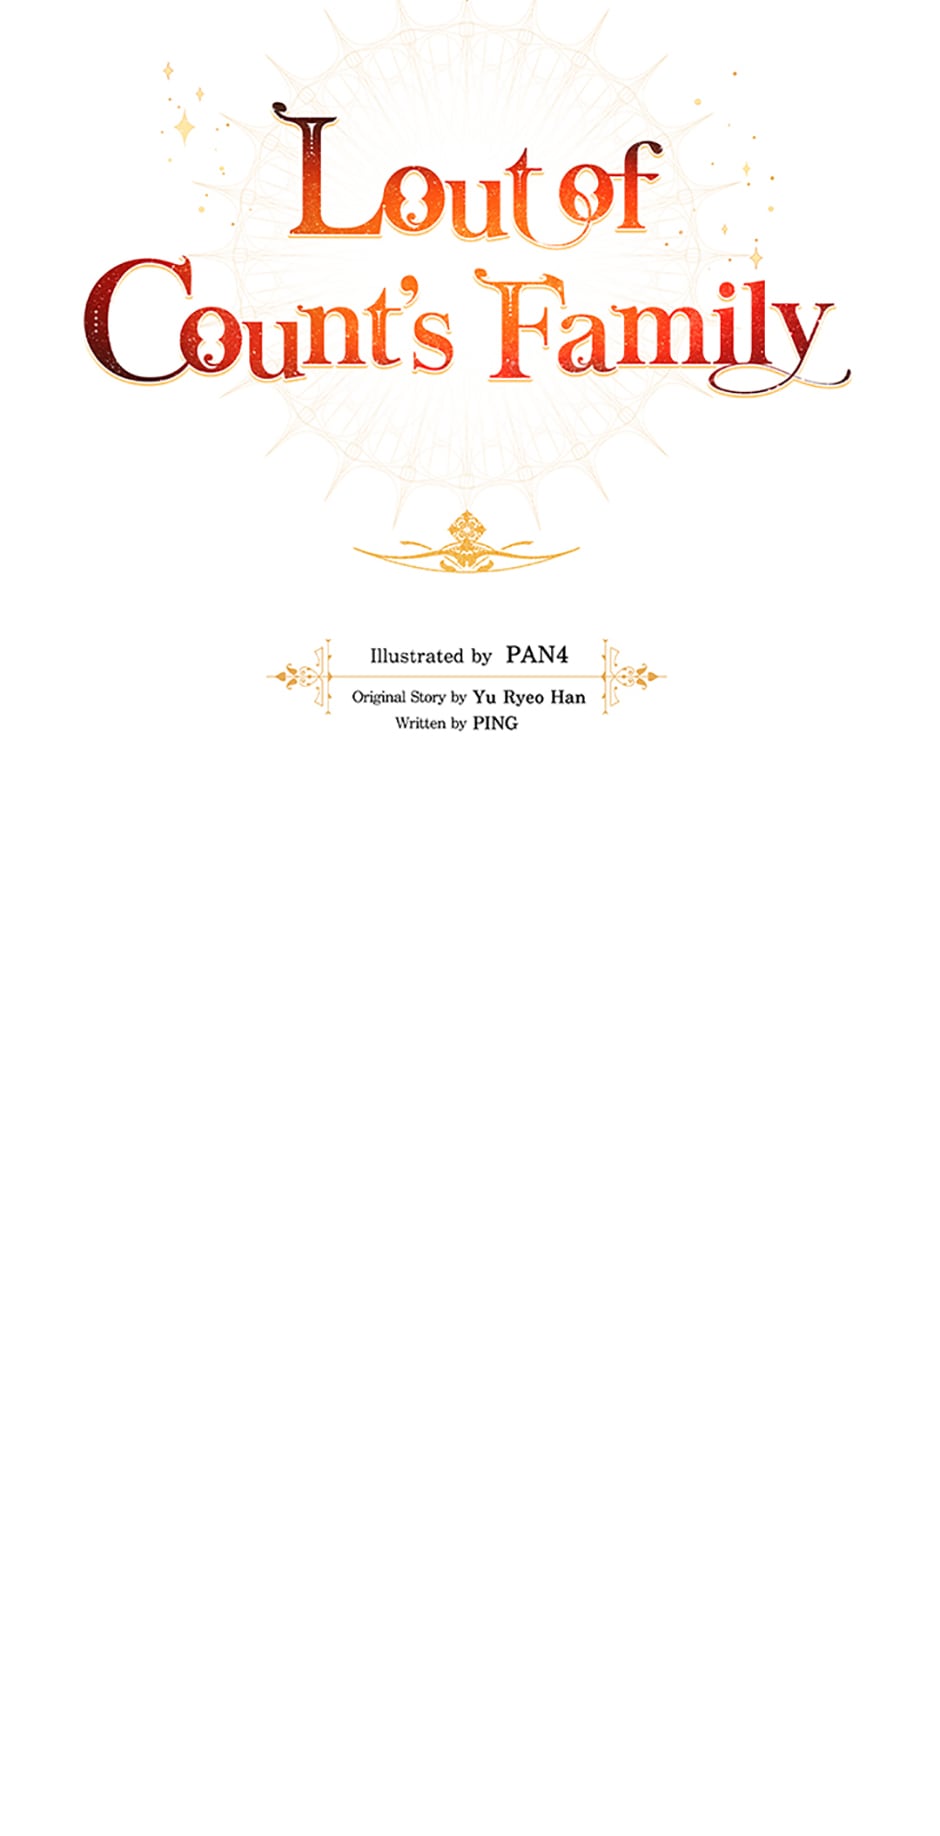 Lout of
Count's Family
Illustrated by PAN4
Original Story by Yu Ryeo Han
Written by PING